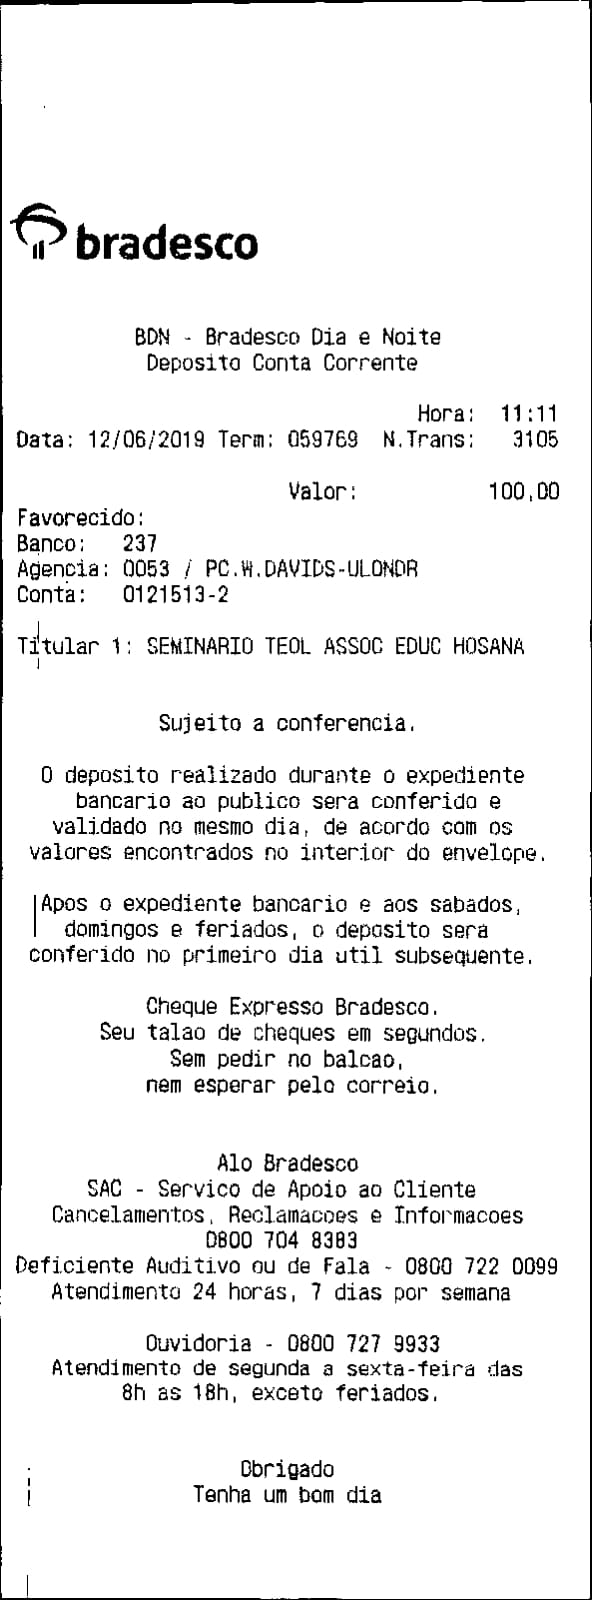 bradesco
BDN - Bradesco Dia e Noite
Deposito Conta Corrente
Hora: 11:11
Data: 12/06/2019 Term: 059769 N.Trans: 3105
Valor: 100,00
Favorecido:
Banco: 237
Agencia: 0053 / PC.W.DAVIDS-ULONDR
Conta: 0121513-2
Titular 1: SEMINARIO TEOL ASSOC EDUC HOSANA
Sujeito a conferencia.
O deposito realizado durante o expediente
bancario ao publico sera conferido e
validado no mesmo dia, de acordo com os
valores encontrados no interior do envelope.
Apos o expediente bancario e aos sabados,
domingos e feriados, o deposito sera
conferido no primeiro dia util subsequente.
Cheque Expresso Bradesco.
Seu talao de cheques em segundos.
Sem pedir no balcao,
nem esperar pelo correio.
Alo Bradesco
SAC - Servico de Apoio ao Cliente
Cancelamentos, Reclamacoes e Informacoes
0800 704 8383
Deficiente Auditivo ou de Fala - 0800 722 0099
Atendimento 24 horas, 7 dias por semana
Ouvidoria - 0800 727 9933
Atendimento de segunda a sexta-feira das
8h as 18h, exceto feriados.
Obrigado
Tenha um bom dia